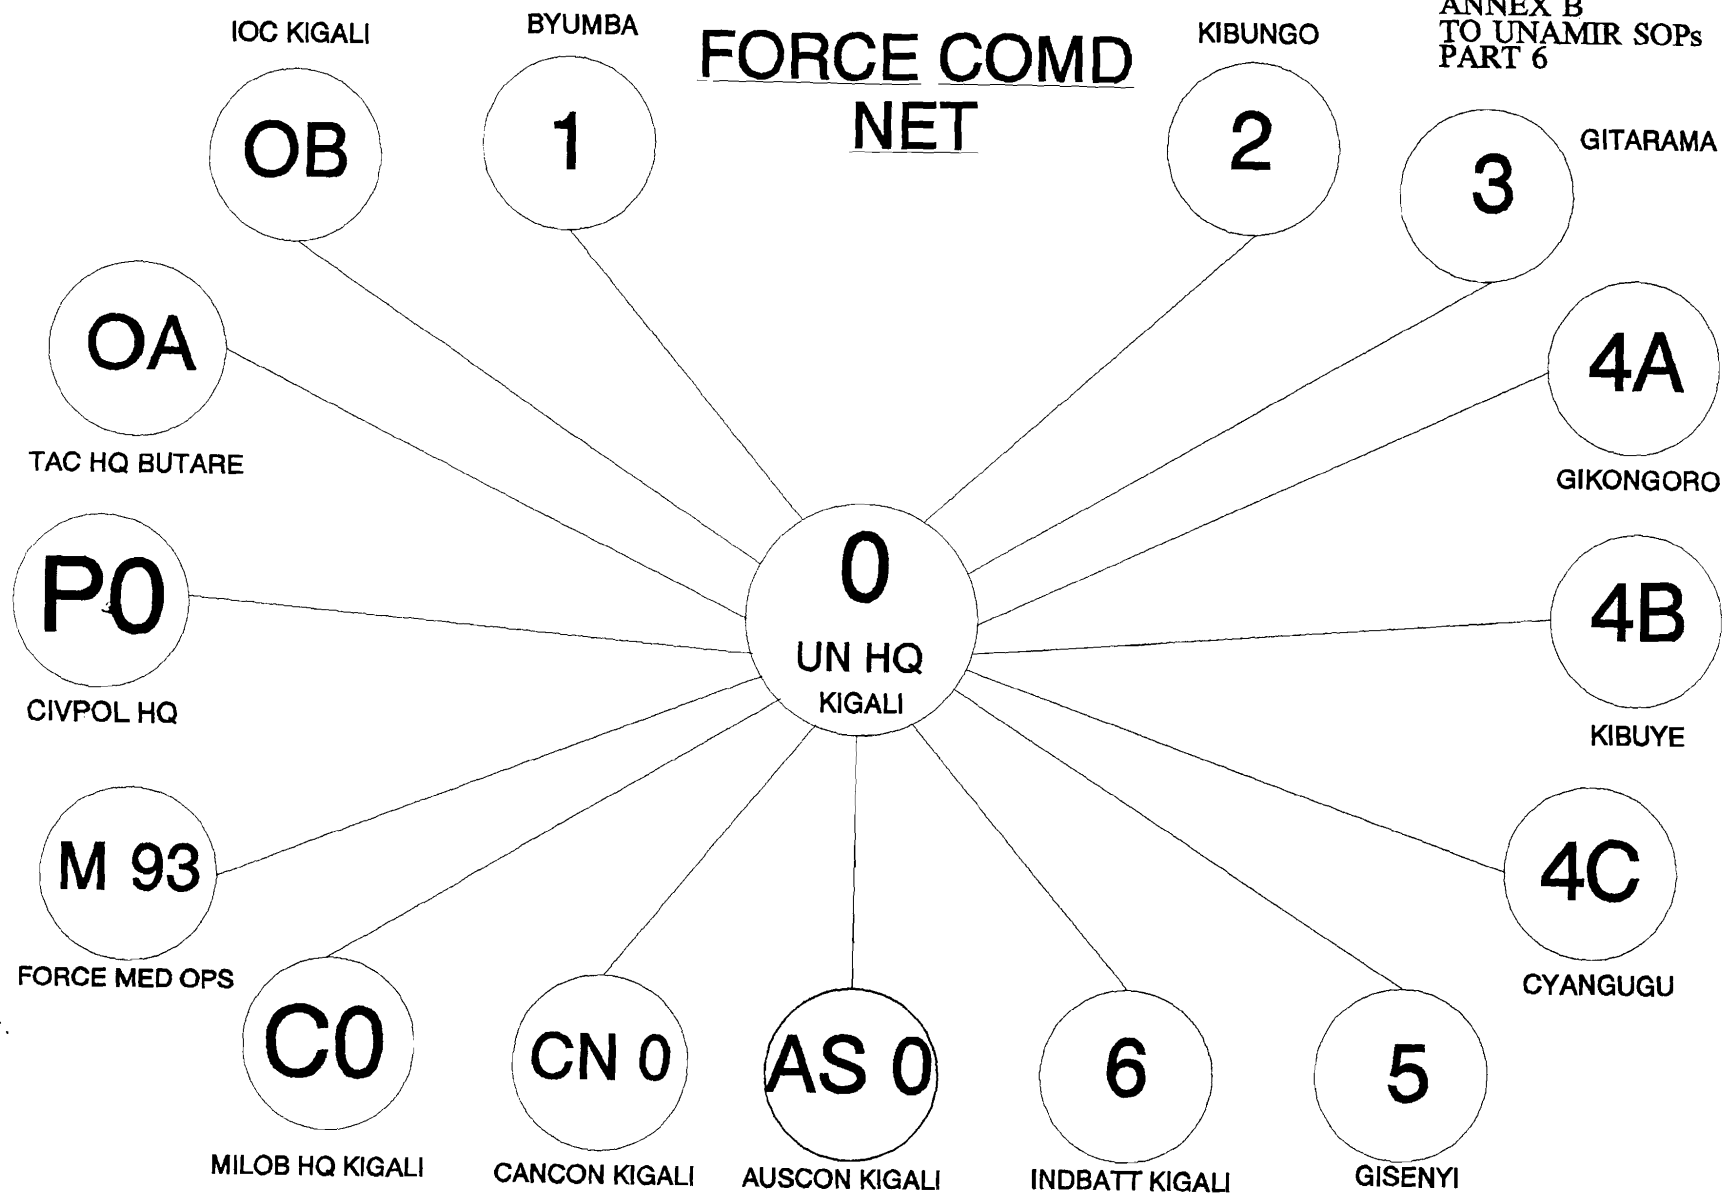 ANNEX B
TO UNAMIR SOPs
PART 6
FORCE COMD
NET
IOC KIGALI
OB
BYUMBA
1
KIBUNGO
2
GITARAMA
3
OA
TAC HQ BUTARE
4A
GIKONGORO
P0
CIVPOL HQ
0
UN HQ
KIGALI
4B
KIBUYE
M 93
FORCE MED OPS
4C
CYANGUGU
C0
MILOB HQ KIGALI
CN 0
CANCON KIGALI
AS 0
AUSCON KIGALI
6
INDBATT KIGALI
5
GISENYI